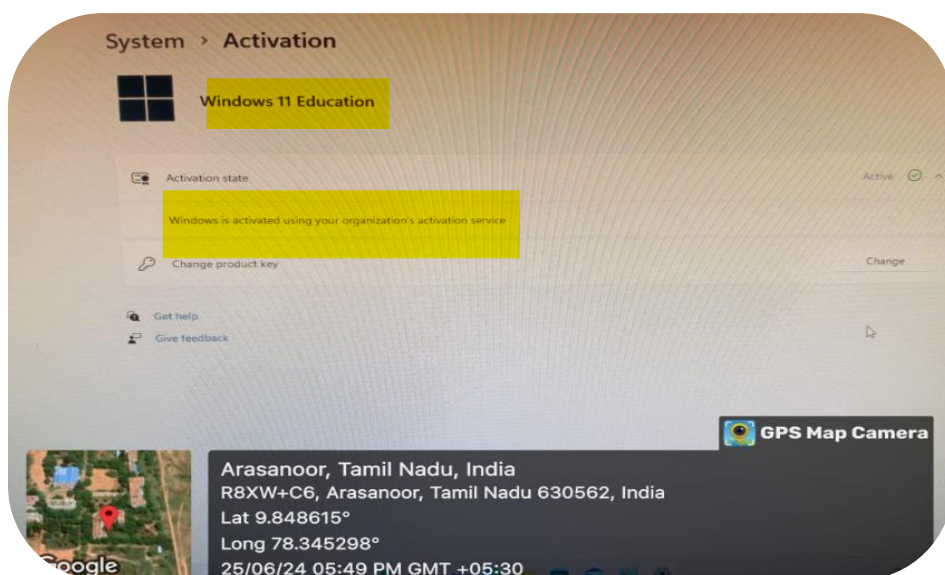 System > Activation
Windows 11 Education
Activation state
Active
Windows is activated using your organization's activation service
Change product key
Change
Get help
Give feedback
GPS Map Camera
Arasanoor, Tamil Nadu, India
R8XW+C6, Arasanoor, Tamil Nadu 630562, India
Lat 9.848615°
Long 78.345298°
25/06/24 05:49 PM GMT +05:30
Google